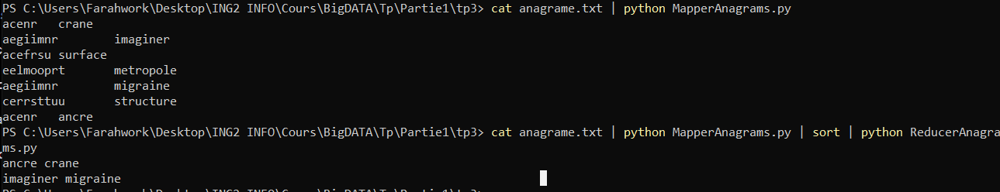 PS C:\Users\Farahwork\Desktop\ING2 INFO\Cours\BigDATA\Tp\Partie1\tp3> cat anagrame.txt | python MapperAnagrams.py
acenr   crane
aegiimnr        imaginer
acefrsu surface
eelmooprt       metropole
aegiimnr        migraine
cerrsttuu       structure
acenr   ancre
PS C:\Users\Farahwork\Desktop\ING2 INFO\Cours\BigDATA\Tp\Partie1\tp3> cat anagrame.txt | python MapperAnagrams.py | sort | python ReducerAnagra
ms.py
ancre crane
imaginer migraine
PS C:\Users\Farahwork\Desktop\ING2 INFO\Cours\BigDATA\Tp\Partie1\tp3>